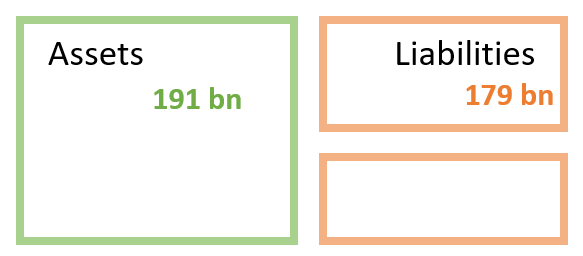 Assets
191 bn
Liabilities
179 bn